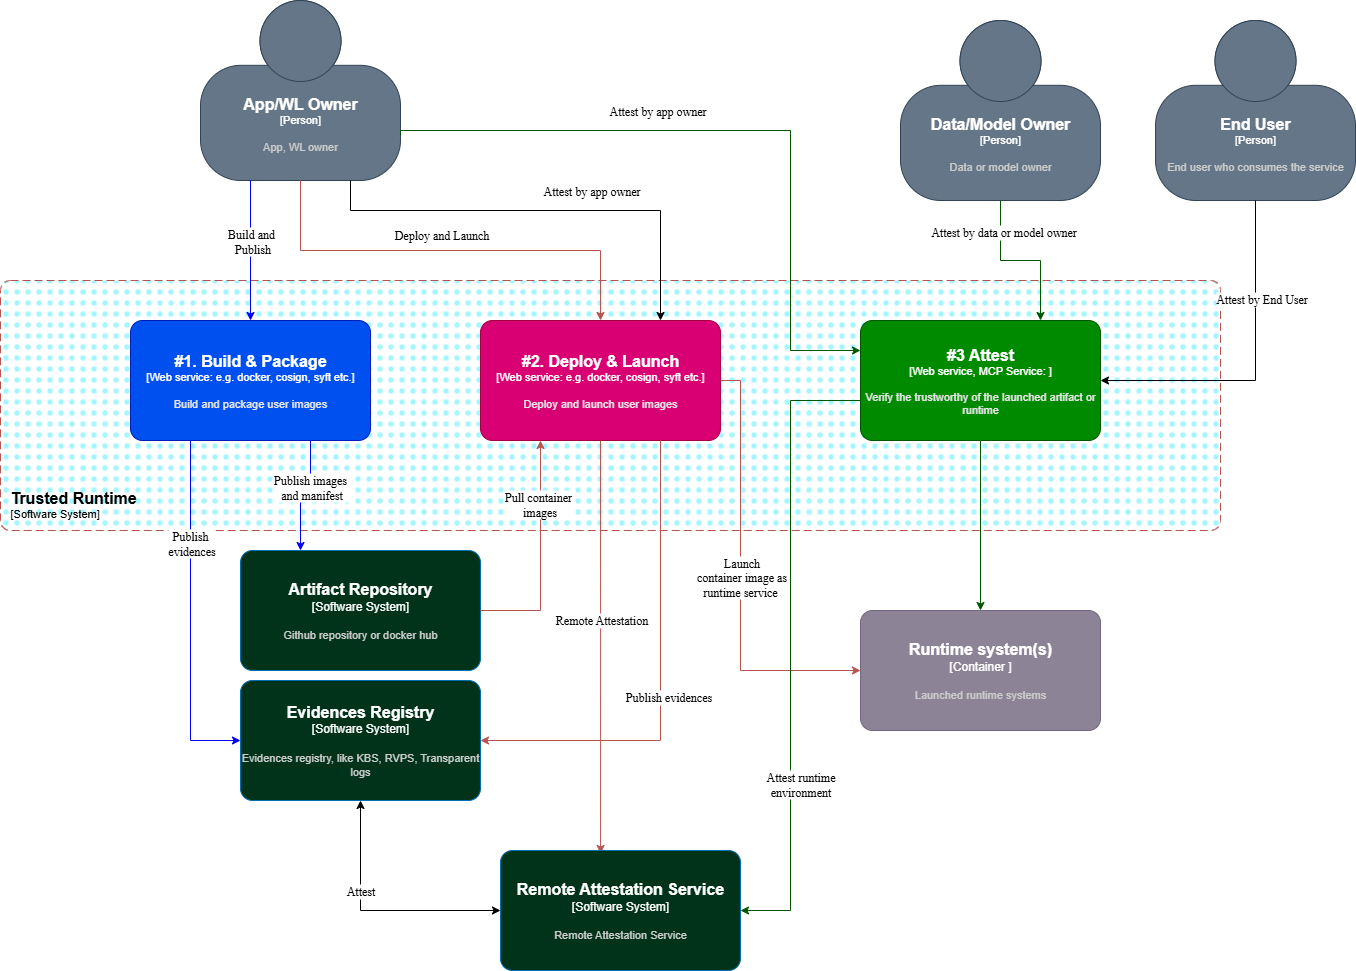 App/WL Owner
[Person]
App, WL owner
Data/Model Owner
[Person]
Data or model owner
End User
[Person]
End user who consumes the service
Attest by app owner
Attest by app owner
Build and
Publish
Deploy and Launch
Attest by data or model owner
Attest by End User
#1. Build & Package
[Web service: e.g. docker, cosign, syft etc.]
Build and package user images
#2. Deploy & Launch
[Web service: e.g. docker, cosign, syft etc.]
Deploy and launch user images
#3 Attest
[Web service, MCP Service: ]
Verify the trustworthy of the launched artifact or
runtime
Trusted Runtime
[Software System]
Publish images
and manifest
Pull container
images
Publish
evidences
Launch
container image as
runtime service
Artifact Repository
[Software System]
Github repository or docker hub
Remote Attestation
Runtime system(s)
[Container ]
Launched runtime systems
Evidences Registry
[Software System]
Evidences registry, like KBS, RVPS, Transparent
logs
Publish evidences
Attest runtime
environment
Attest
Remote Attestation Service
[Software System]
Remote Attestation Service